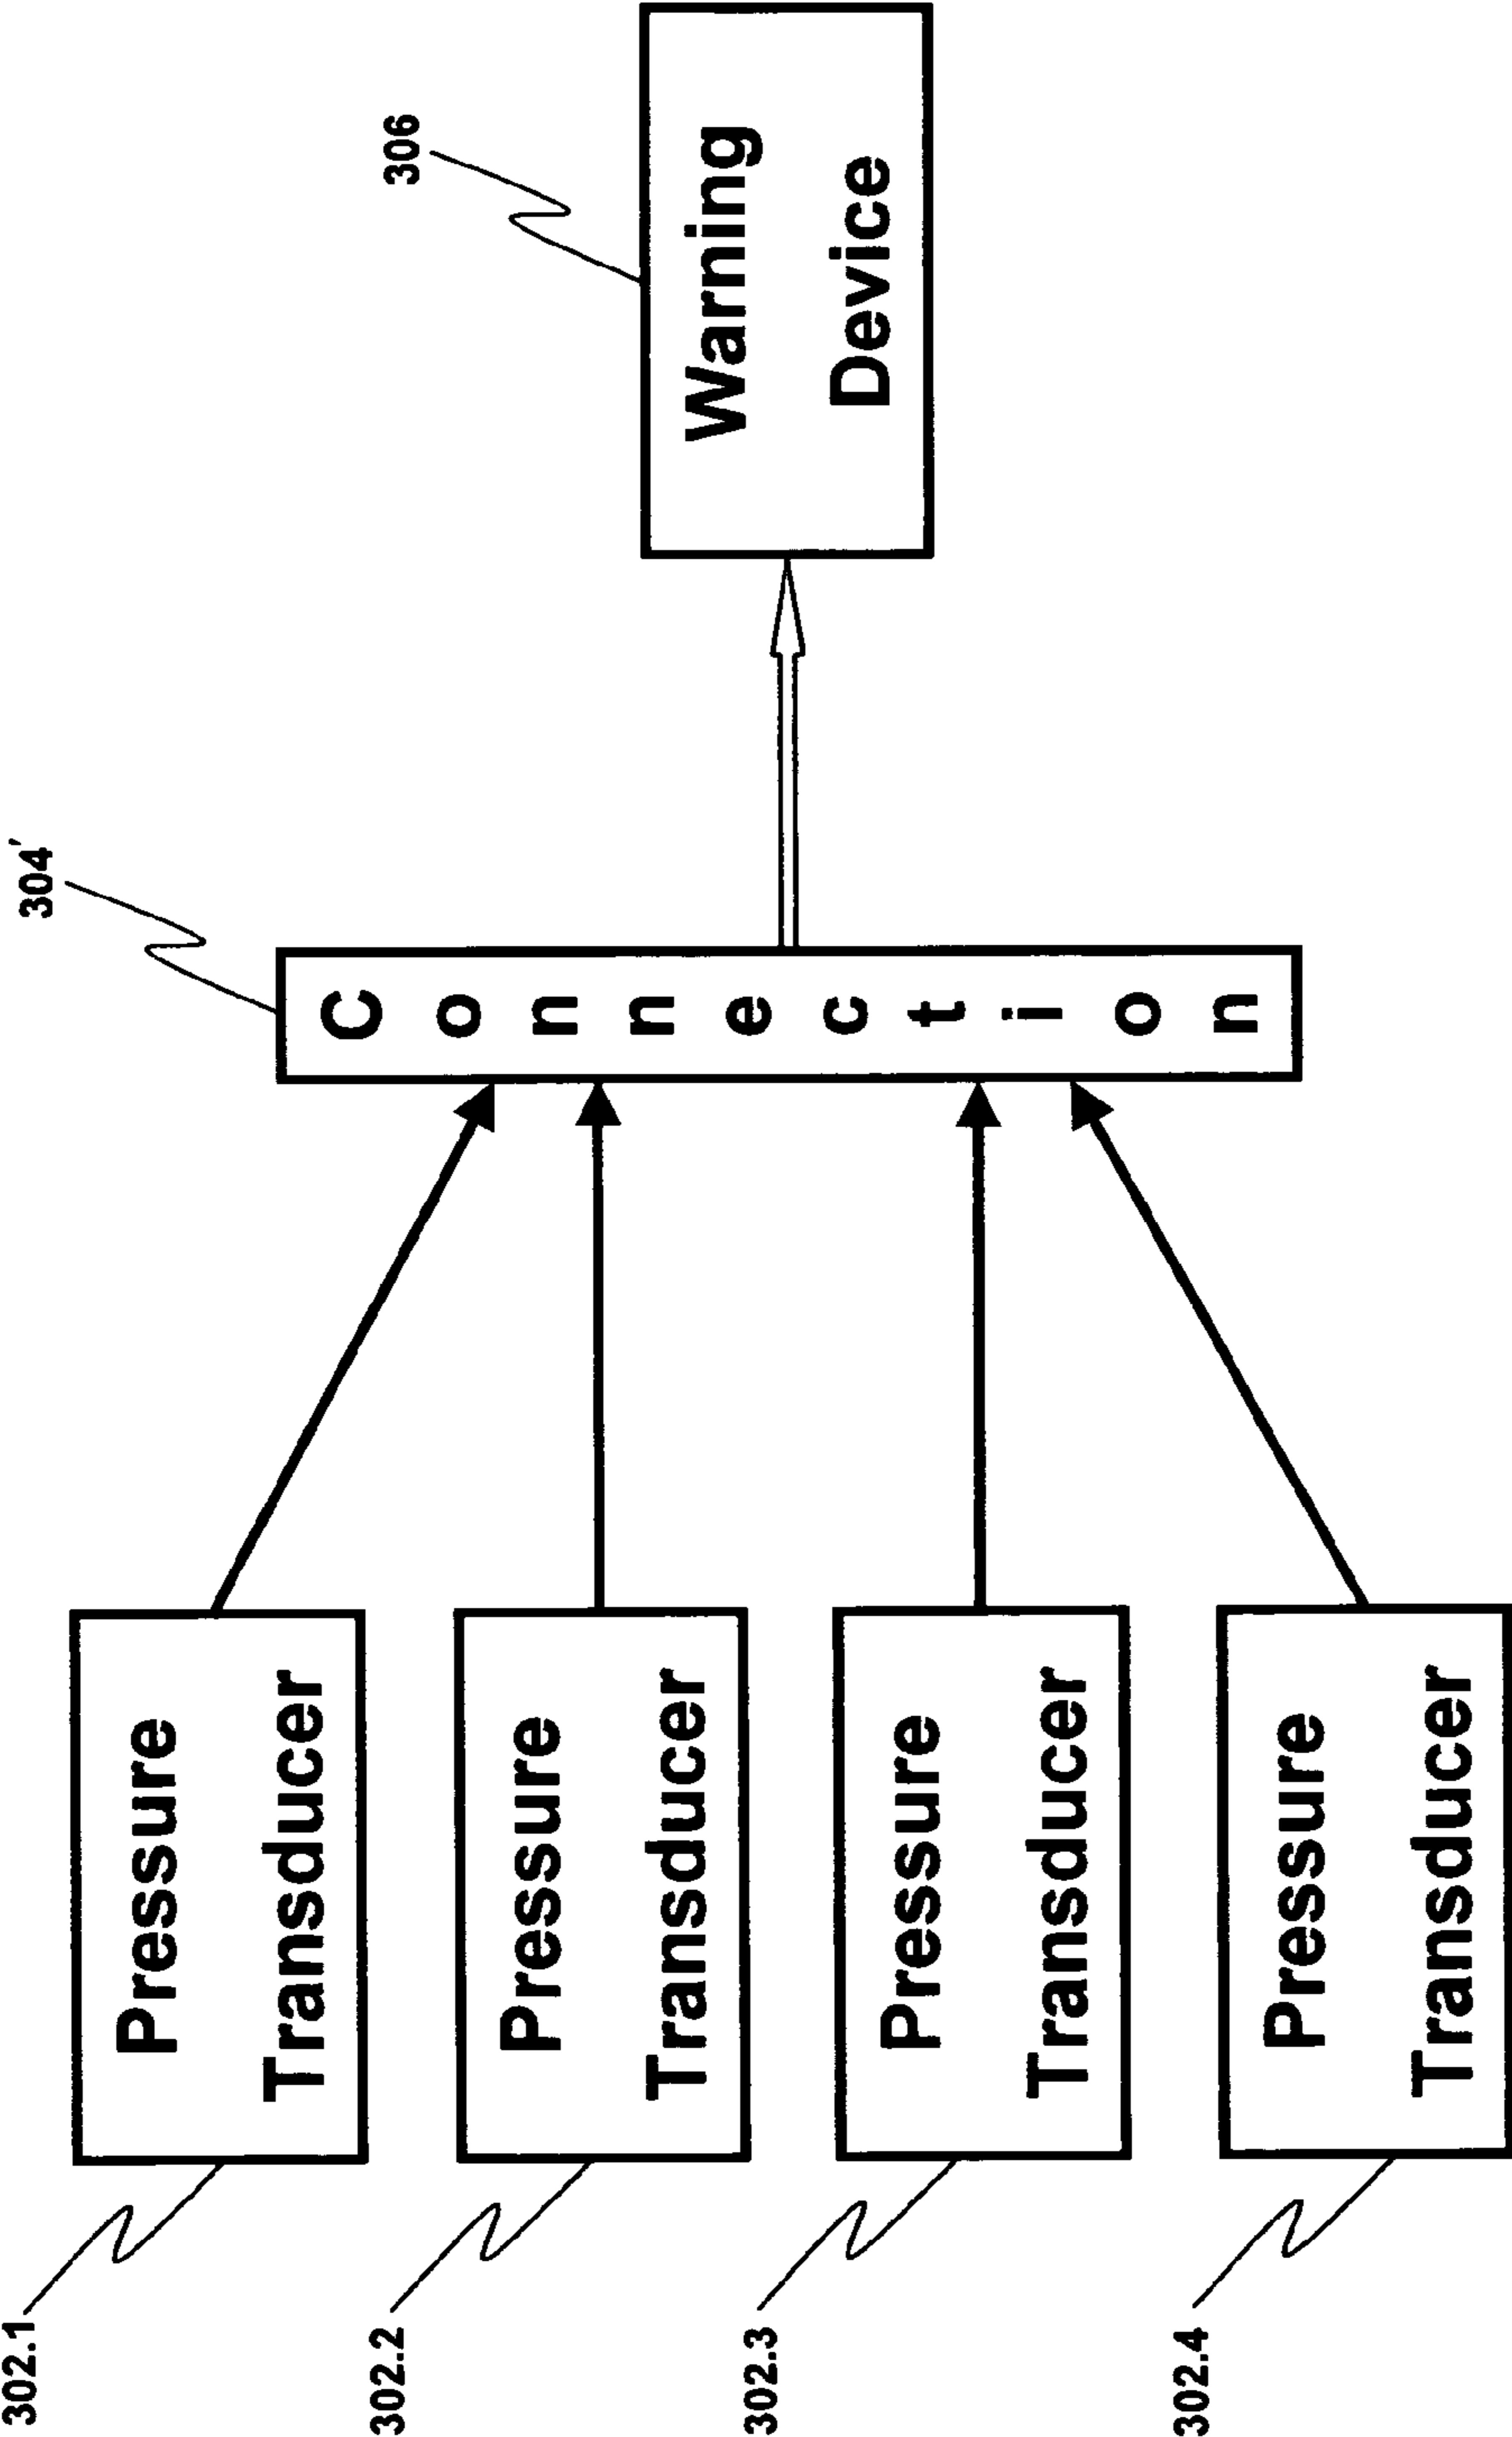 302.1
Pressure
Transducer
302.2
Pressure
Transducer
302.3
Pressure
Transducer
302.4
Pressure
Transducer
304'
Connection
306
Warning
Device